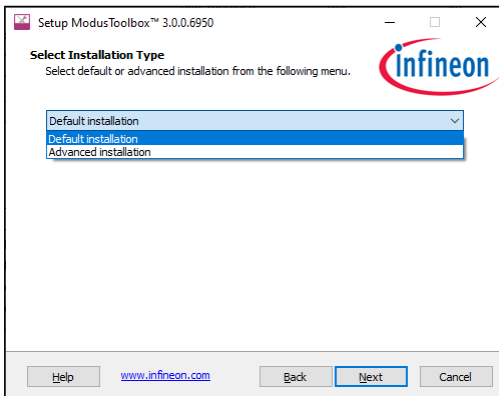 Setup ModusToolbox™ 3.0.0.6950
Select Installation Type
Select default or advanced installation from the following menu.
infineon
Default installation
Default installation
Advanced installation
Help www.infineon.com Back Next Cancel